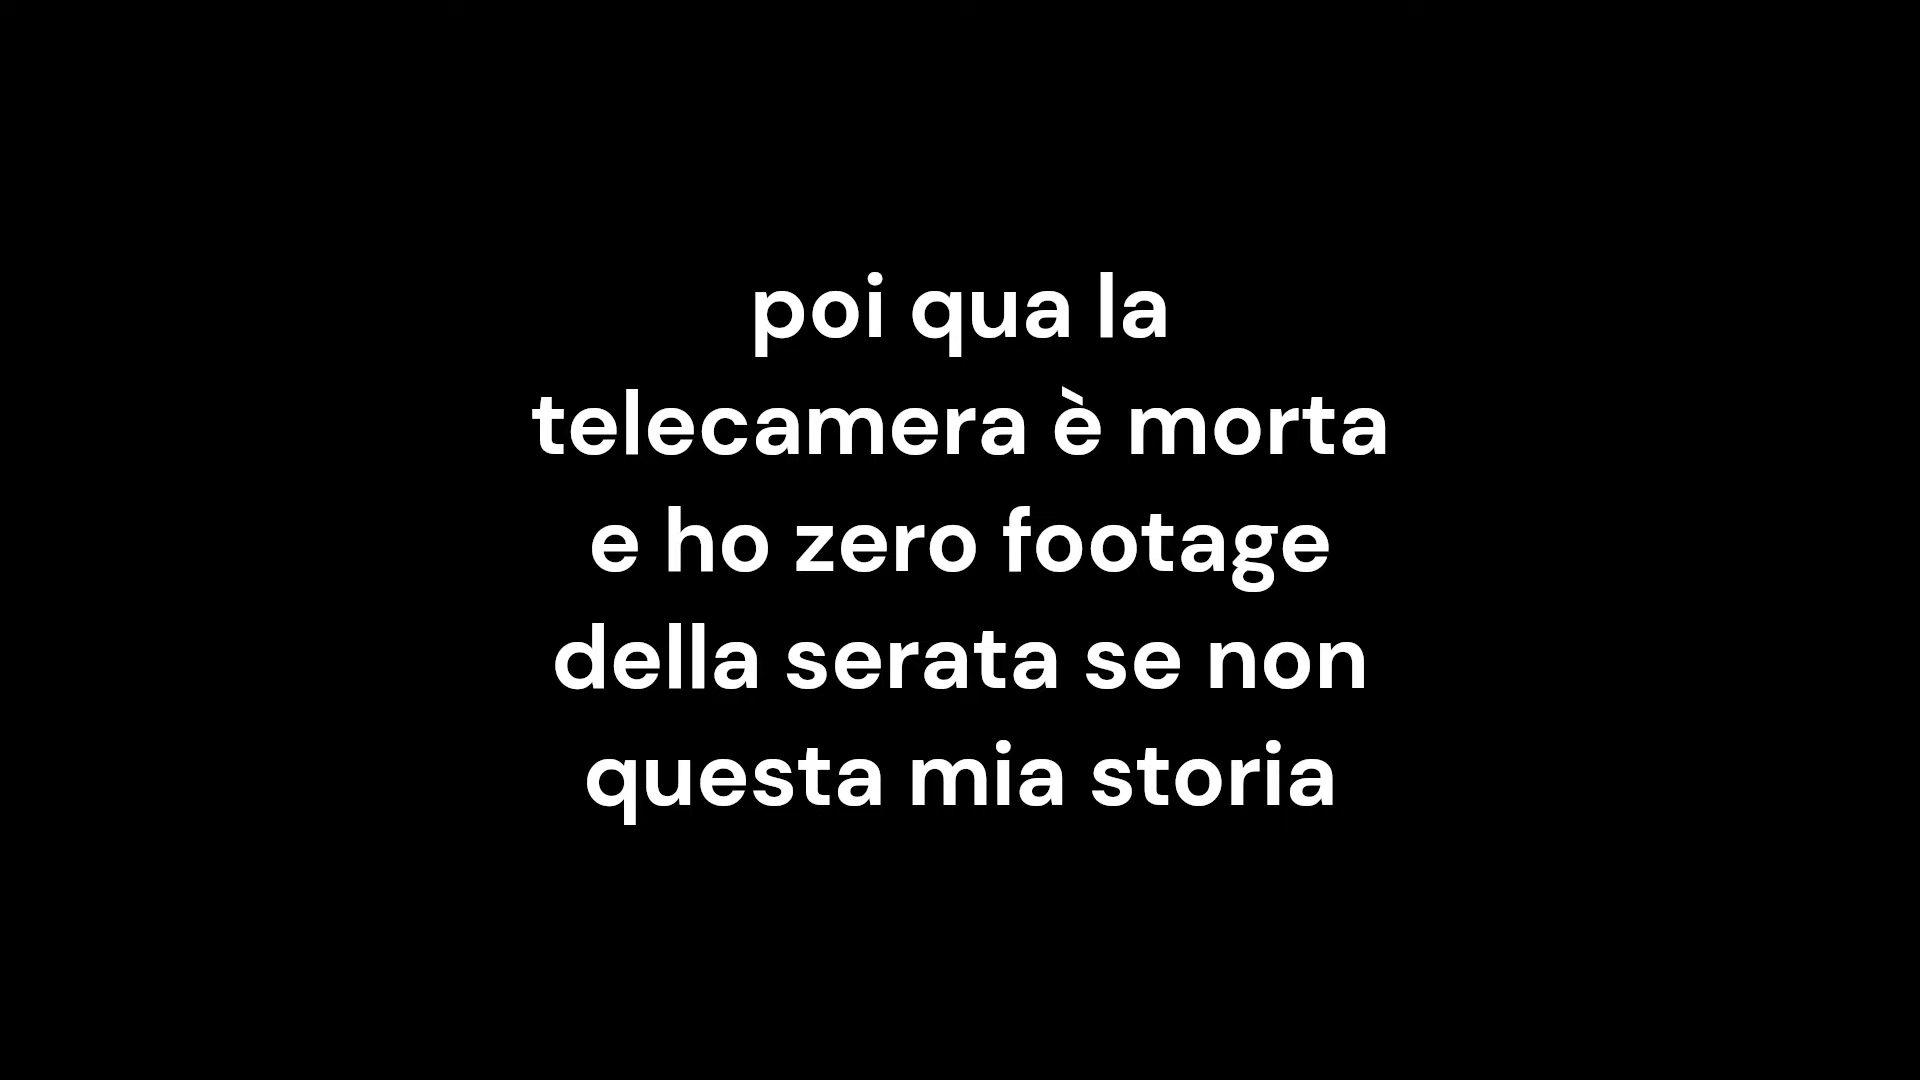 poi qua la
telecamera è morta
e ho zero footage
della serata se non
questa mia storia